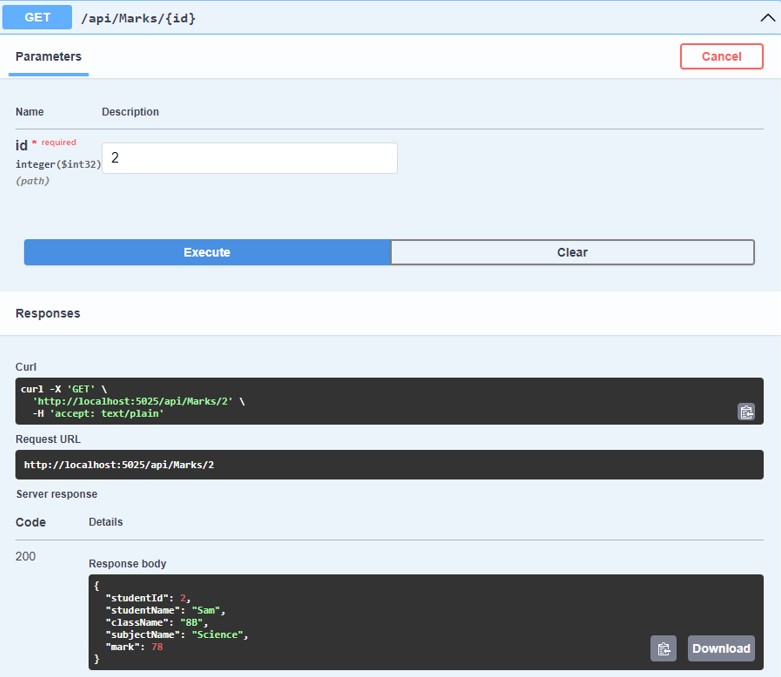 GET /api/Marks/{id}
Parameters Cancel
Name Description
id * required
integer($int32) 2
(path)
Execute Clear
Responses
Curl
curl -X 'GET' \
'http://localhost:5025/api/Marks/2' \
-H 'accept: text/plain'
Request URL
http://localhost:5025/api/Marks/2
Server response
Code Details
200
Response body
{
"studentId": 2,
"studentName": "Sam",
"className": "8B",
"subjectName": "Science",
"mark": 78
}
Download